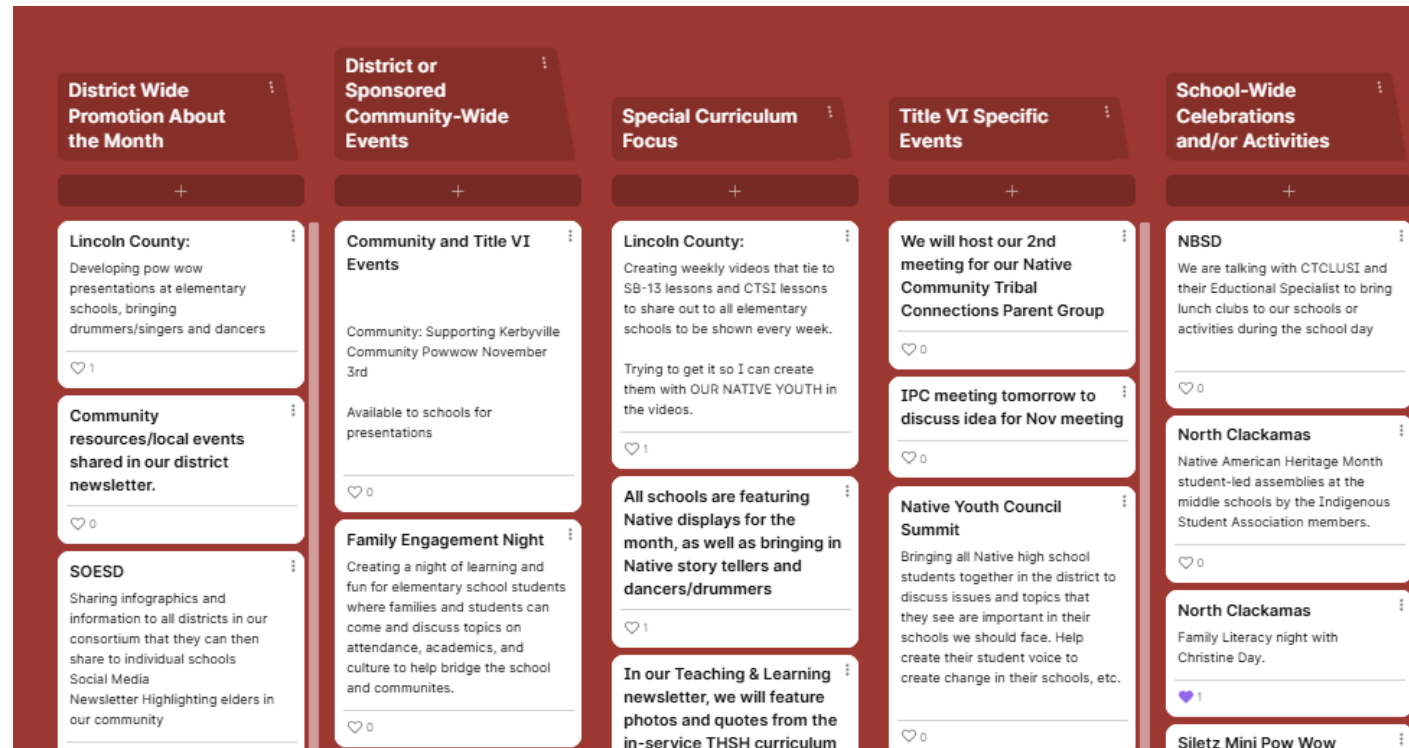 District Wide
Promotion About
the Month
Lincoln County:
Developing pow wow
presentations at elementary
schools, bringing
drummers/singers and dancers
1
Community
resources/local events
shared in our district
newsletter.
0
SOESD
Sharing infographics and
information to all districts in our
consortium that they can then
share to individual schools
Social Media
Newsletter Highlighting elders in
our community
District or
Sponsored
Community-Wide
Events
Community and Title VI
Events
Community: Supporting Kerbyville
Community Powwow November
3rd
Available to schools for
presentations
0
Family Engagement Night
Creating a night of learning and
fun for elementary school students
where families and students can
come and discuss topics on
attendance, academics, and
culture to help bridge the school
and communites.
0
Special Curriculum
Focus
Lincoln County:
Creating weekly videos that tie to
SB-13 lessons and CTSI lessons
to share out to all elementary
schools to be shown every week.
Trying to get it so I can create
them with OUR NATIVE YOUTH in
the videos.
1
All schools are featuring
Native displays for the
month, as well as bringing in
Native story tellers and
dancers/drummers
1
In our Teaching & Learning
newsletter, we will feature
photos and quotes from the
in-service THSH curriculum
Title VI Specific
Events
We will host our 2nd
meeting for our Native
Community Tribal
Connections Parent Group
0
IPC meeting tomorrow to
discuss idea for Nov meeting
0
Native Youth Council
Summit
Bringing all Native high school
students together in the district to
discuss issues and topics that
they see are important in their
schools we should face. Help
create their student voice to
create change in their schools, etc.
0
School-Wide
Celebrations
and/or Activities
NBSD
We are talking with CTCLUSI and
their Eductional Specialist to bring
lunch clubs to our schools or
activities during the school day
0
North Clackamas
Native American Heritage Month
student-led assemblies at the
middle schools by the Indigenous
Student Association members.
0
North Clackamas
Family Literacy night with
Christine Day.
1
Siletz Mini Pow Wow